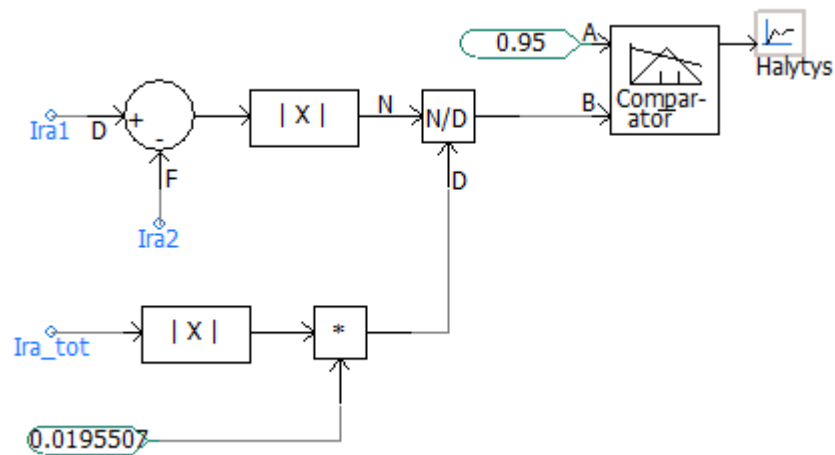 0.95
A
Halytys
Compar-
ator
B
Ira1
D
+
-
F
Ira2
| X |
N
N/D
D
Ira_tot
| X |
*
0.0195507